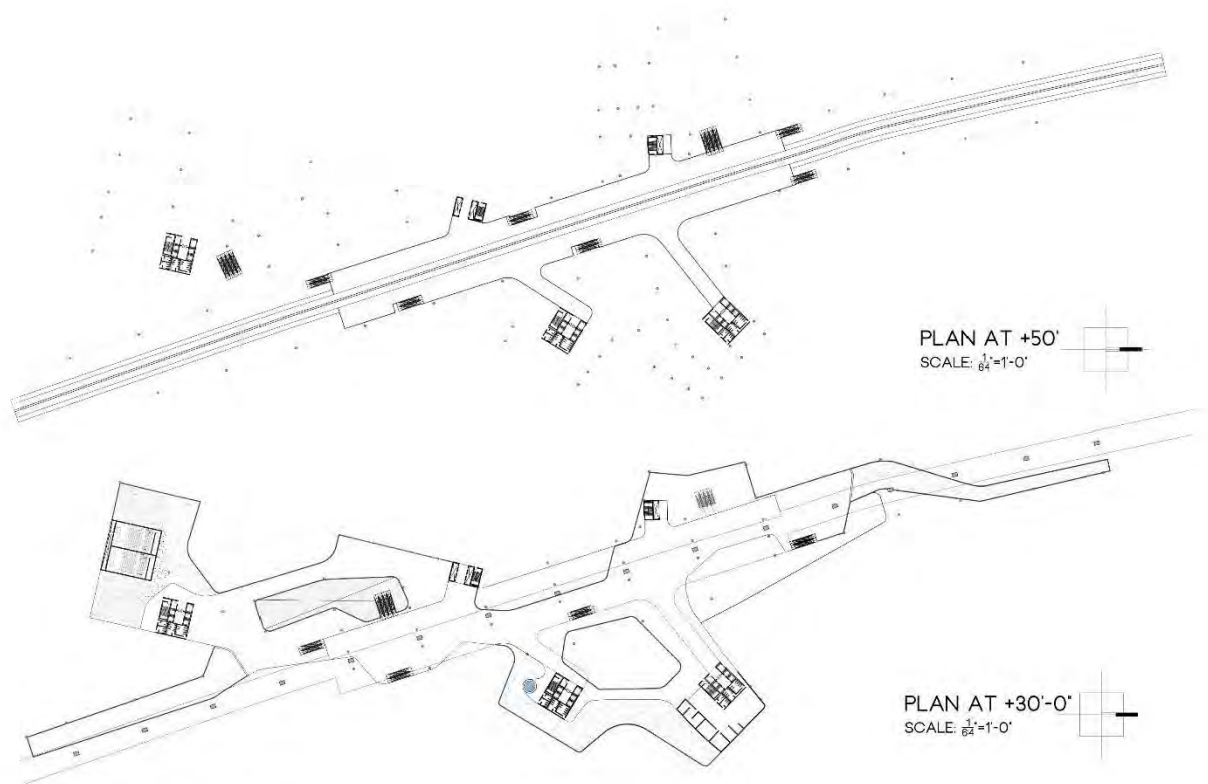 PLAN AT +50'
SCALE: 1/64"=1'-0"
PLAN AT +30'-0"
SCALE: 1/64"=1'-0"